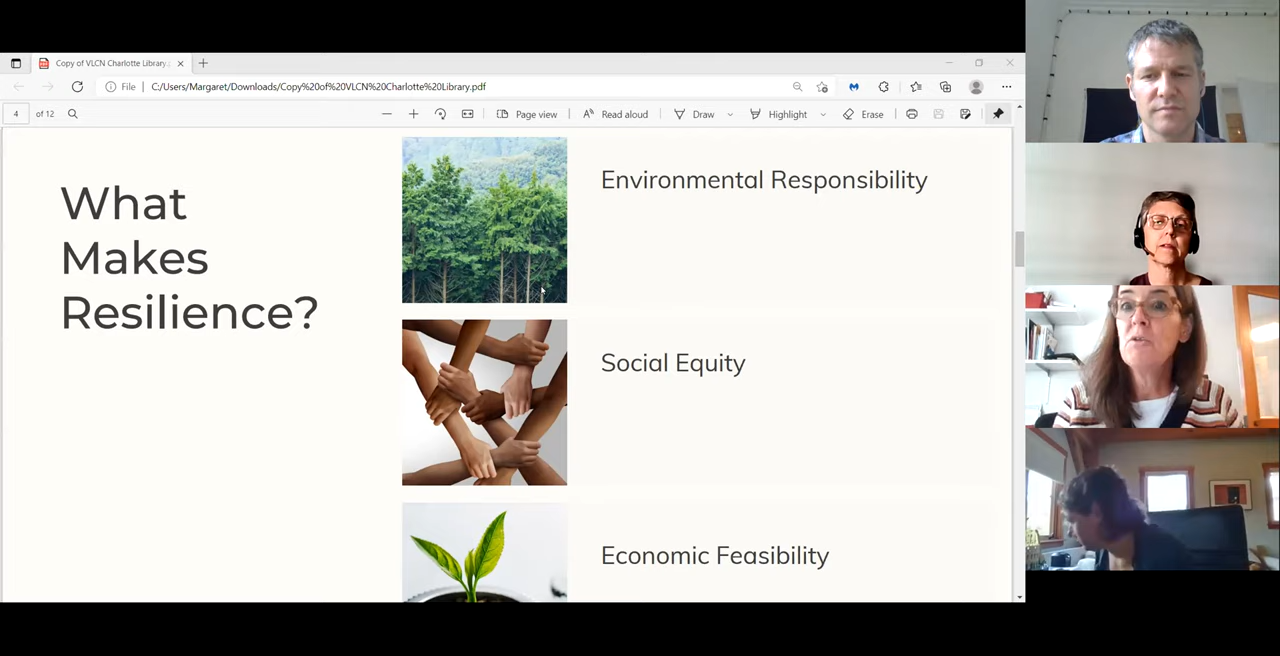 Copy of VLCN Charlotte Library.p
File C:/Users/Margaret/Downloads/Copy%20of%20VLCN%20Charlotte%20Library.pdf
4 of 12 Page view Read aloud Draw Highlight Erase
What
Makes
Resilience?
Environmental Responsibility
Social Equity
Economic Feasibility